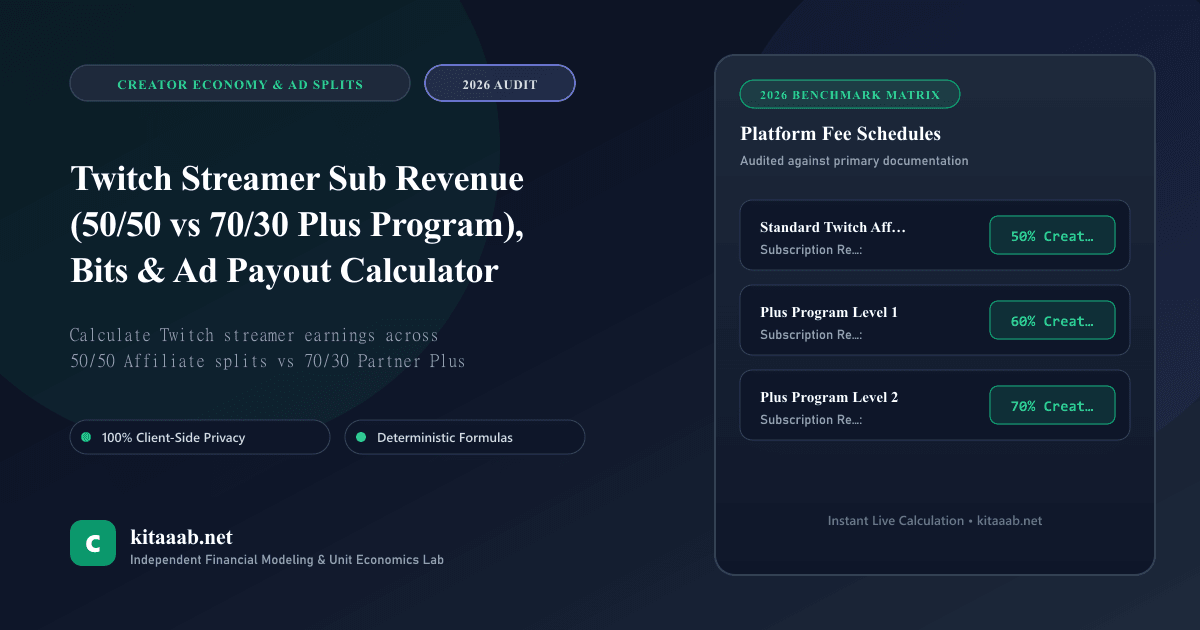 CREATOR ECONOMY & AD SPLITS
2026 AUDIT
Twitch Streamer Sub Revenue
(50/50 vs 70/30 Plus Program),
Bits & Ad Payout Calculator
Calculate Twitch streamer earnings across
50/50 Affiliate splits vs 70/30 Partner Plus
100% Client-Side Privacy
Deterministic Formulas
C
kitaaab.net
Independent Financial Modeling & Unit Economics Lab
2026 BENCHMARK MATRIX
Platform Fee Schedules
Audited against primary documentation
Standard Twitch Aff…
Subscription Re…:
50% Creat…
Plus Program Level 1
Subscription Re…:
60% Creat…
Plus Program Level 2
Subscription Re…:
70% Creat…
Instant Live Calculation • kitaaab.net